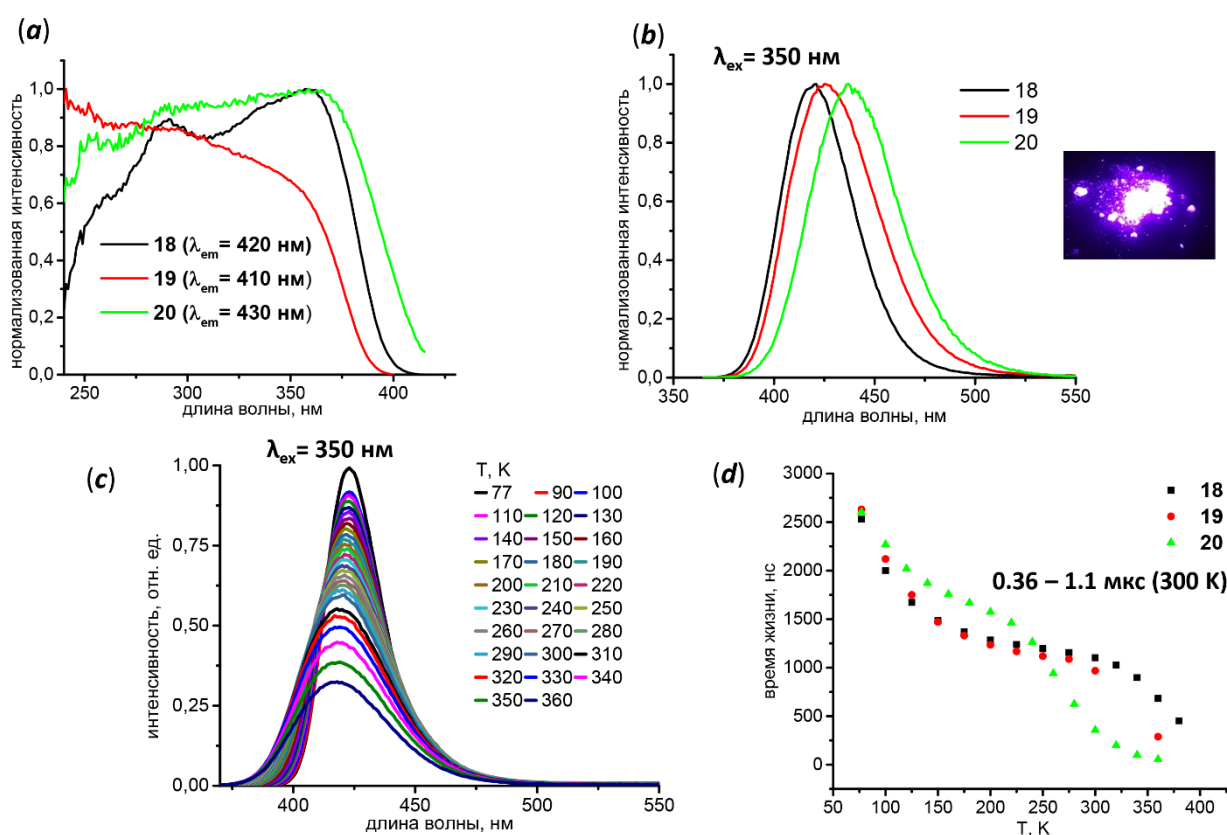 (a)
нормализованная интенсивность
1,0
0,8
0,6
0,4
0,2
0,0
18 (λem= 420 нм)
19 (λem= 410 нм)
20 (λem= 430 нм)
250 300 350 400
длина волны, нм
(b)
λex= 350 нм
нормализованная интенсивность
1,0
0,8
0,6
0,4
0,2
0,0
18
19
20
350 400 450 500 550
длина волны, нм
(c)
λex= 350 нм
интенсивность, отн. ед.
1,00
0,75
0,50
0,25
0,00
T, K
77 90 100
110 120 130
140 150 160
170 180 190
200 210 220
230 240 250
260 270 280
290 300 310
320 330 340
350 360
400 450 500 550
длина волны, нм
(d)
время жизни, нс
3000
2500
2000
1500
1000
500
0
18
19
20
0.36 – 1.1 мкс (300 K)
50 100 150 200 250 300 350 400
T, K